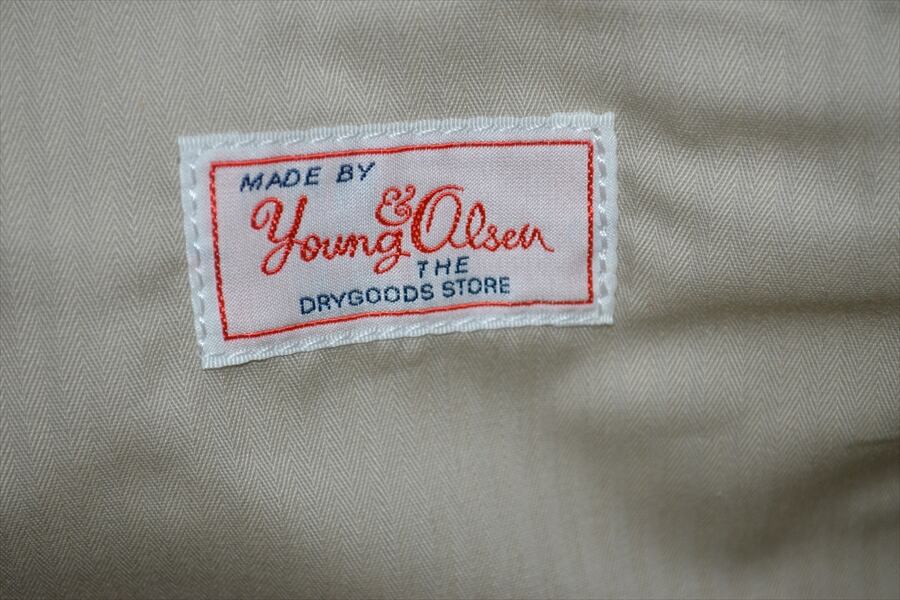 MADE BY
Young & Olsen
THE
DRYGOODS STORE